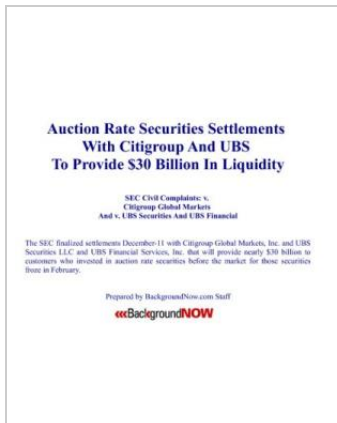 Auction Rate Securities Settlements
With Citigroup And UBS
To Provide $30 Billion In Liquidity
SEC Civil Complaints: v.
Citigroup Global Markets
And v. UBS Securities And UBS Financial
The SEC finalized settlements December-11 with Citigroup Global Markets, Inc. and UBS
Securities LLC and UBS Financial Services, Inc. that will provide nearly $30 billion to
customers who invested in auction rate securities before the market for those securities
froze in February.
Prepared by BackgroundNow.com Staff
BackgroundNOW